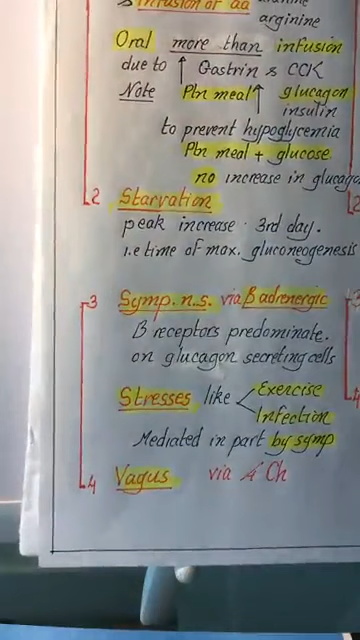 Infusion of aa
arginine
Oral more than infusion
due to ↑ Gastrin & CCK
Note Ptn meal ↑ glucagon
insulin
to prevent hypoglycemia
Ptn meal + glucose
no increase in glucago
2 Starvation
peak increase 3rd day.
i.e time of max. gluconeogenesis
3 Symp. n.s. via B adrenergic
B receptors predominate.
on glucagon secreting cells
Stresses like Exercise
Infection
Mediated in part by symp
4 Vagus via A Ch